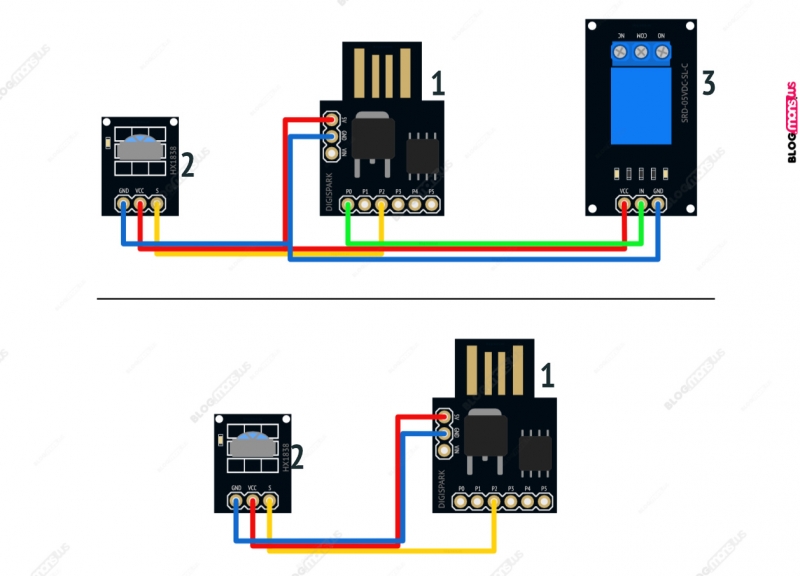 1
5V
GND
VIN
DIGISPARK
P0 P1 P2 P3 P4 P5
2
HX1838
GND VCC S
3
NC COM NO
SRD-05VDC-SL-C
VCC IN GND
BLOGmons.us
1
5V
GND
VIN
DIGISPARK
P0 P1 P2 P3 P4 P5
2
HX1838
GND VCC S